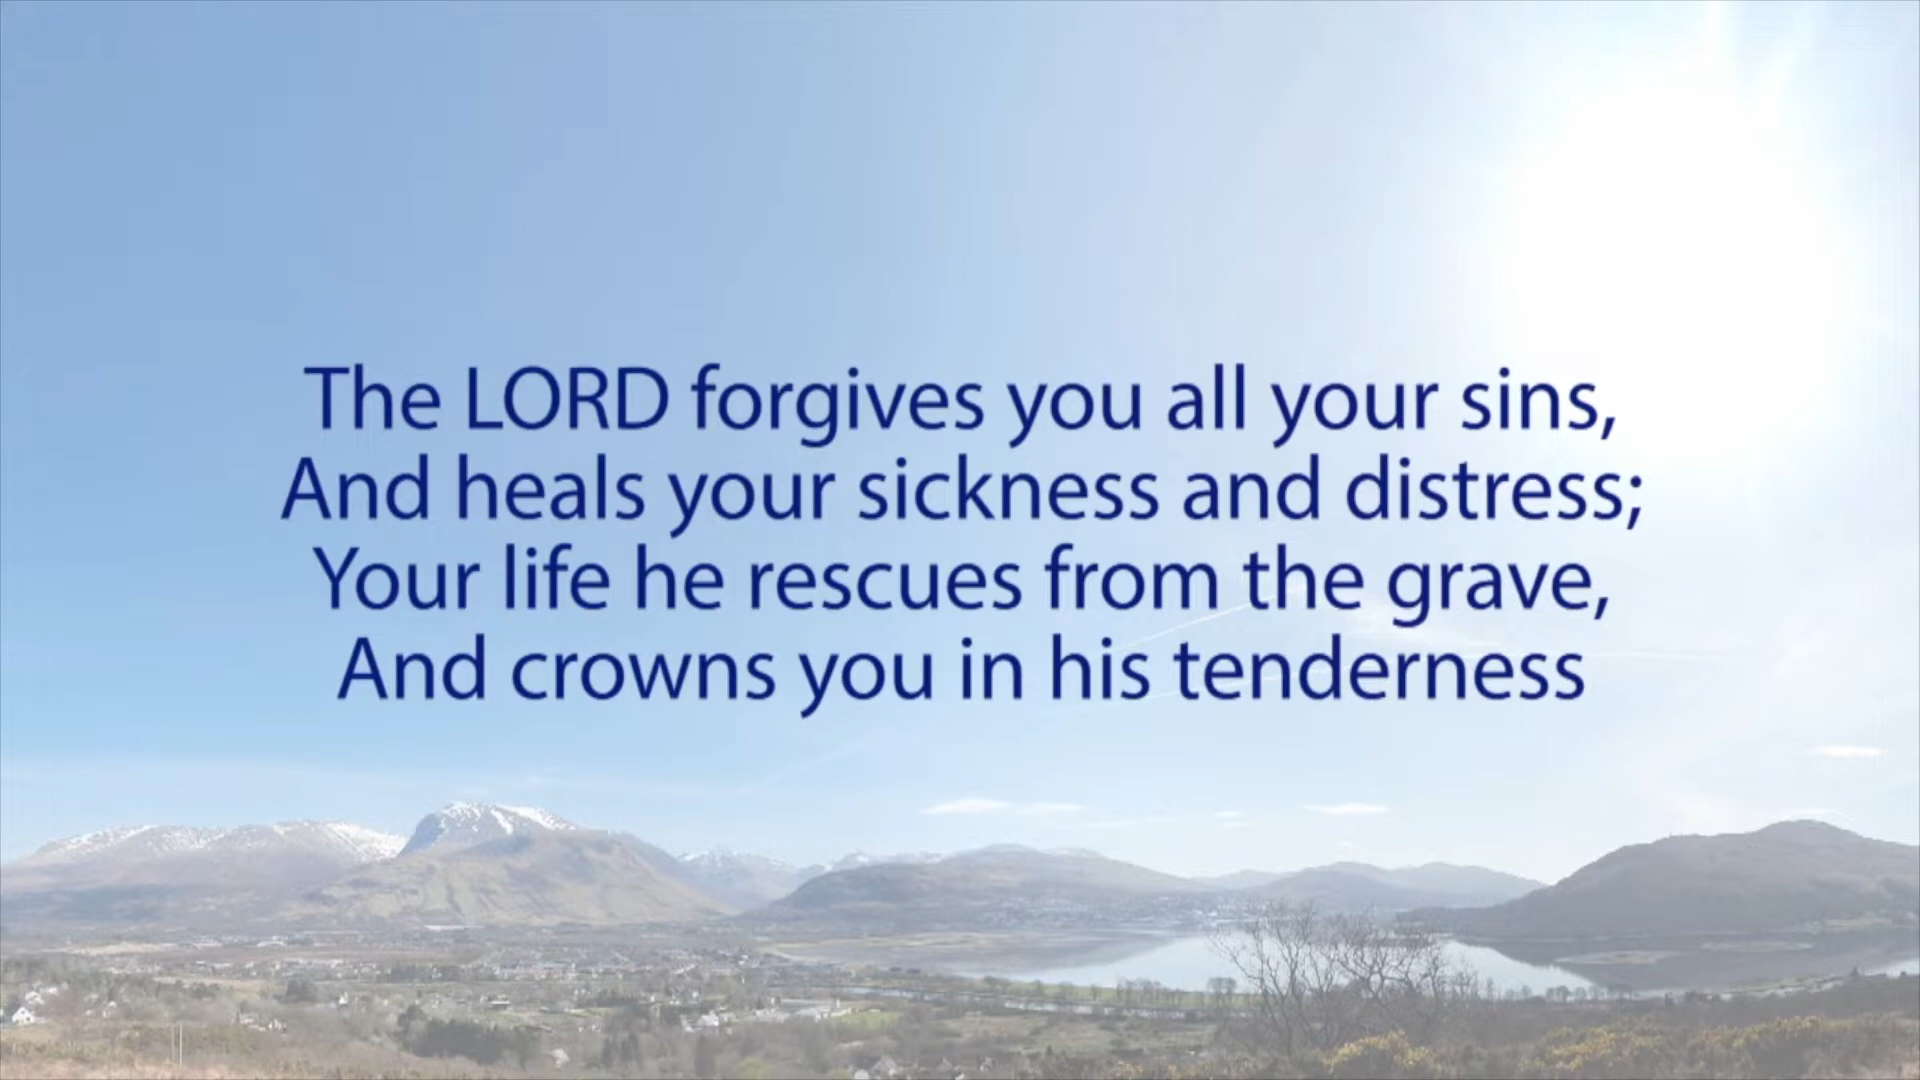 The LORD forgives you all your sins,
And heals your sickness and distress;
Your life he rescues from the grave,
And crowns you in his tenderness